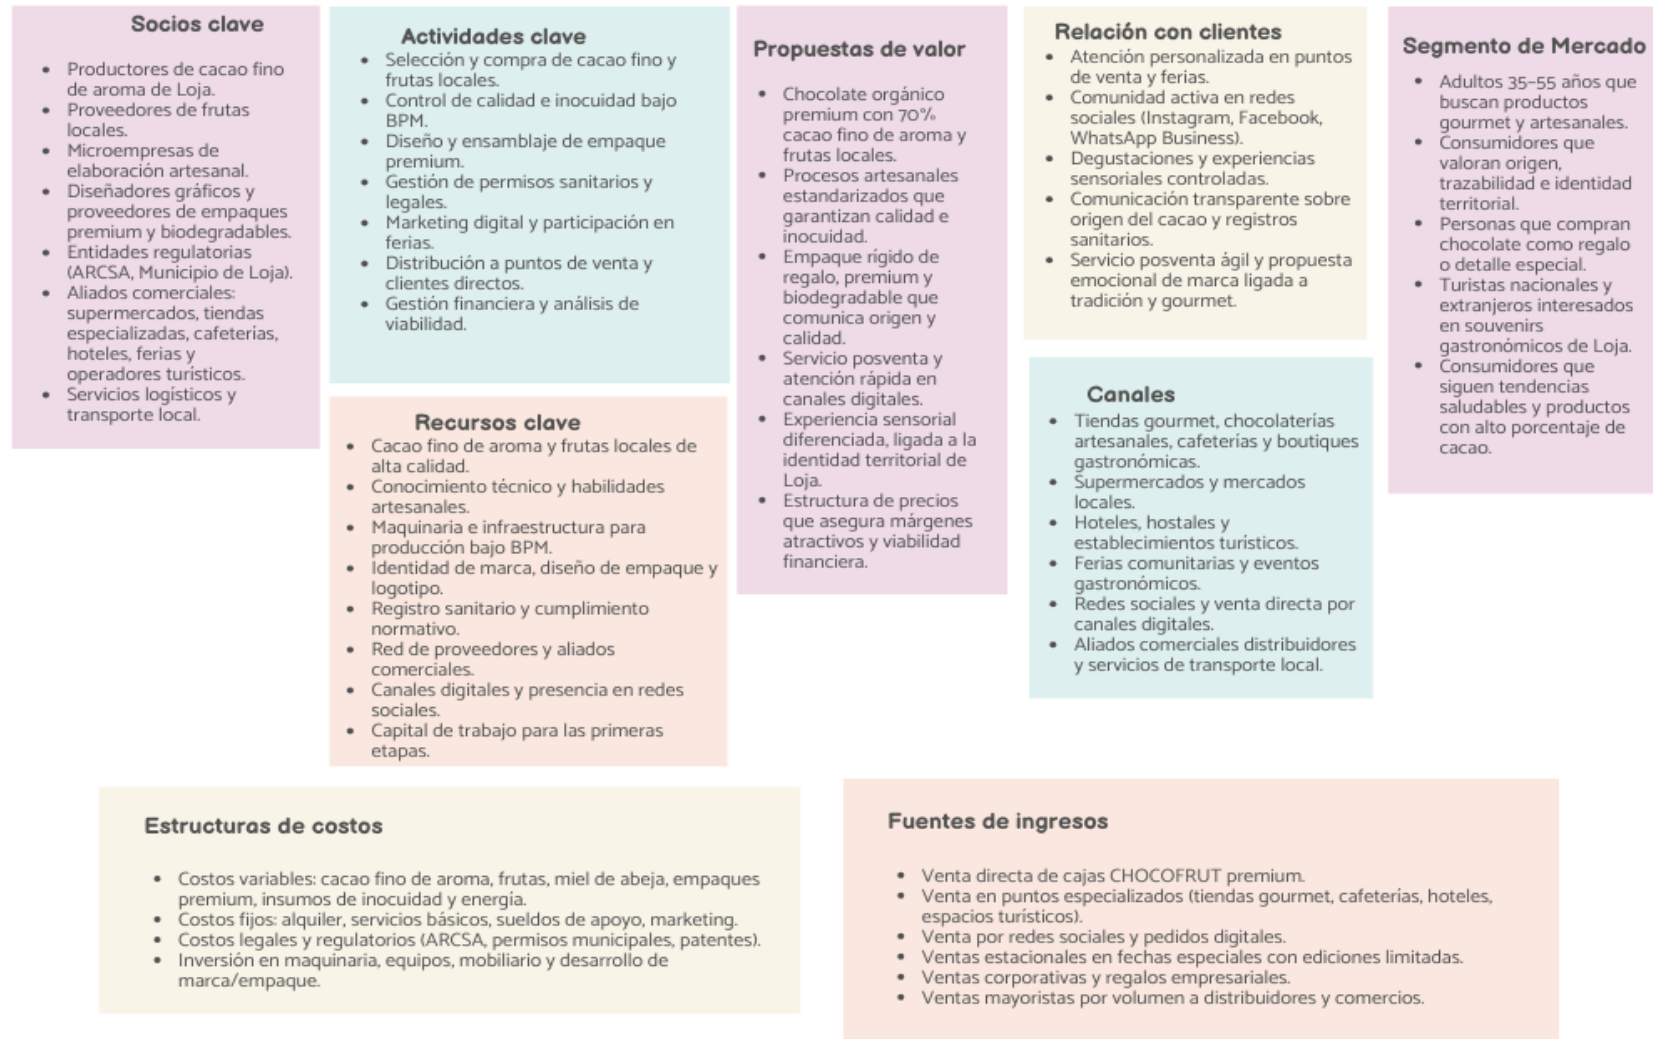 Socios clave
• Productores de cacao fino
de aroma de Loja.
• Proveedores de frutas
locales.
• Microempresas de
elaboración artesanal.
• Diseñadores gráficos y
proveedores de empaques
premium y biodegradables.
• Entidades regulatorias
(ARCSA, Municipio de Loja).
• Aliados comerciales:
supermercados, tiendas
especializadas, cafeterías,
hoteles, ferias y
operadores turísticos.
• Servicios logísticos y
transporte local.
Actividades clave
• Selección y compra de cacao fino y
frutas locales.
• Control de calidad e inocuidad bajo
BPM.
• Diseño y ensamblaje de empaque
premium.
• Gestión de permisos sanitarios y
legales.
• Marketing digital y participación en
ferias.
• Distribución a puntos de venta y
clientes directos.
• Gestión financiera y análisis de
viabilidad.
Recursos clave
• Cacao fino de aroma y frutas locales de
alta calidad.
• Conocimiento técnico y habilidades
artesanales.
• Maquinaria e infraestructura para
producción bajo BPM.
• Identidad de marca, diseño de empaque y
logotipo.
• Registro sanitario y cumplimiento
normativo.
• Red de proveedores y aliados
comerciales.
• Canales digitales y presencia en redes
sociales.
• Capital de trabajo para las primeras
etapas.
Propuestas de valor
• Chocolate orgánico
premium con 70%
cacao fino de aroma y
frutas locales.
• Procesos artesanales
estandarizados que
garantizan calidad e
inocuidad.
• Empaque rígido de
regalo, premium y
biodegradable que
comunica origen y
calidad.
• Servicio posventa y
atención rápida en
canales digitales.
• Experiencia sensorial
diferenciada, ligada a la
identidad territorial de
Loja.
• Estructura de precios
que asegura márgenes
atractivos y viabilidad
financiera.
Relación con clientes
• Atención personalizada en puntos
de venta y ferias.
• Comunidad activa en redes
sociales (Instagram, Facebook,
WhatsApp Business).
• Degustaciones y experiencias
sensoriales controladas.
• Comunicación transparente sobre
origen del cacao y registros
sanitarios.
• Servicio posventa ágil y propuesta
emocional de marca ligada a
tradición y gourmet.
Canales
• Tiendas gourmet, chocolaterías
artesanales, cafeterías y boutiques
gastronómicas.
• Supermercados y mercados
locales.
• Hoteles, hostales y
establecimientos turísticos.
• Ferias comunitarias y eventos
gastronómicos.
• Redes sociales y venta directa por
canales digitales.
• Aliados comerciales distribuidores
y servicios de transporte local.
Segmento de Mercado
• Adultos 35–55 años que
buscan productos
gourmet y artesanales.
• Consumidores que
valoran origen,
trazabilidad e identidad
territorial.
• Personas que compran
chocolate como regalo
o detalle especial.
• Turistas nacionales y
extranjeros interesados
en souvenirs
gastronómicos de Loja.
• Consumidores que
siguen tendencias
saludables y productos
con alto porcentaje de
cacao.
Estructuras de costos
• Costos variables: cacao fino de aroma, frutas, miel de abeja, empaques
premium, insumos de inocuidad y energía.
• Costos fijos: alquiler, servicios básicos, sueldos de apoyo, marketing.
• Costos legales y regulatorios (ARCSA, permisos municipales, patentes).
• Inversión en maquinaria, equipos, mobiliario y desarrollo de
marca/empaque.
Fuentes de ingresos
• Venta directa de cajas CHOCOFRUT premium.
• Venta en puntos especializados (tiendas gourmet, cafeterías, hoteles,
espacios turísticos).
• Venta por redes sociales y pedidos digitales.
• Ventas estacionales en fechas especiales con ediciones limitadas.
• Ventas corporativas y regalos empresariales.
• Ventas mayoristas por volumen a distribuidores y comercios.